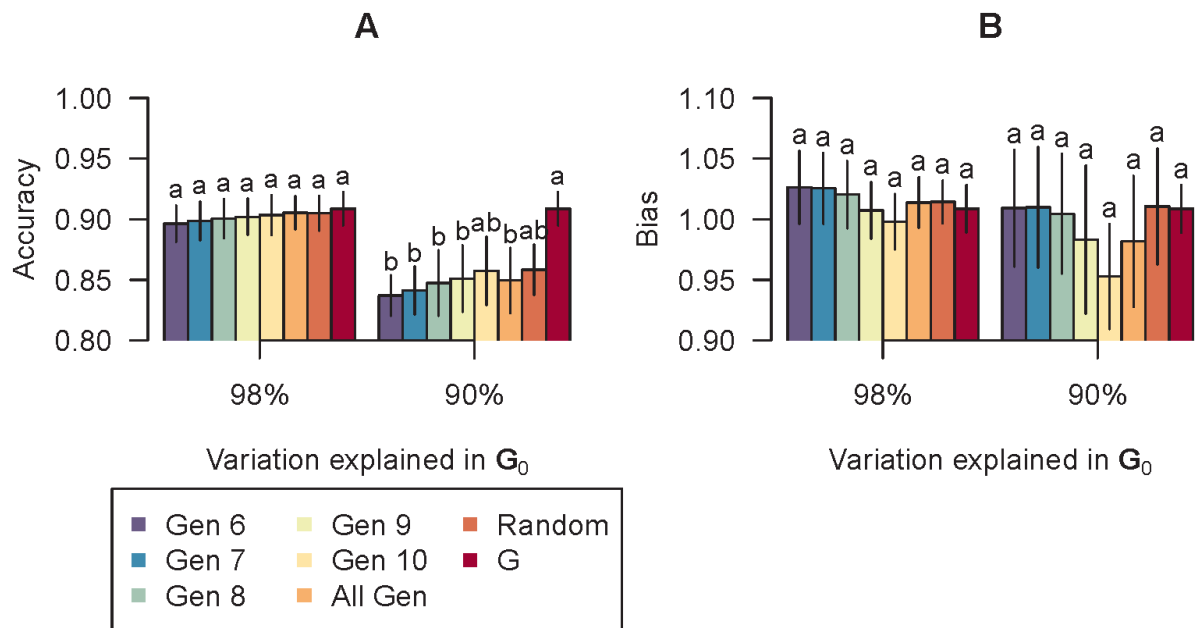 A
B
1.00
0.95
0.90
0.85
0.80
Accuracy
a a a a a a a a
b b b b ab b ab a
98%
90%
Variation explained in G₀
1.10
1.05
1.00
0.95
0.90
Bias
a a a a a a a a
a a a a a a a a
98%
90%
Variation explained in G₀
Gen 6
Gen 7
Gen 8
Gen 9
Gen 10
All Gen
Random
G